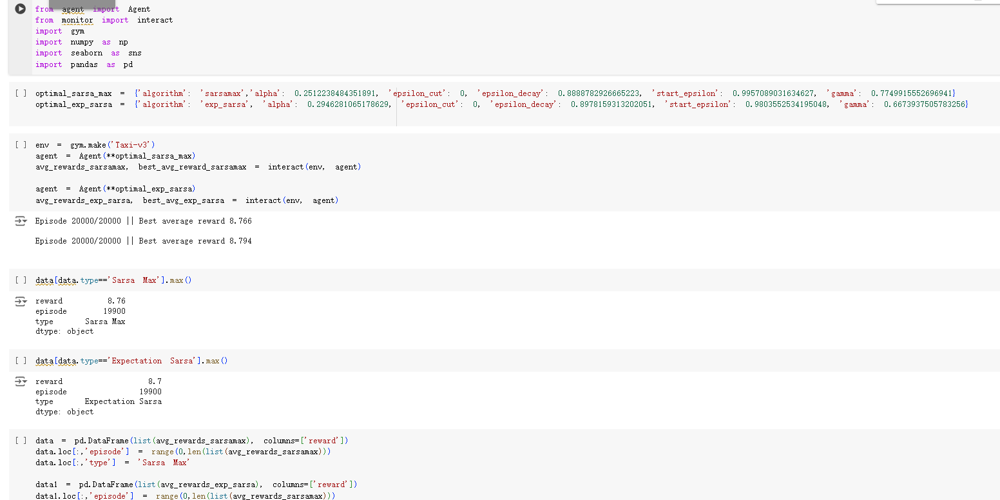 from agent import Agent
from monitor import interact
import gym
import numpy as np
import seaborn as sns
import pandas as pd
[ ] optimal_sarsa_max = {'algorithm': 'sarsamax','alpha': 0.2512238484351891, 'epsilon_cut': 0, 'epsilon_decay': 0.8888782926665223, 'start_epsilon': 0.9957089031634627, 'gamma': 0.7749915552696941}
optimal_exp_sarsa = {'algorithm': 'exp_sarsa', 'alpha': 0.2946281065178629, 'epsilon_cut': 0, 'epsilon_decay': 0.8978159313202051, 'start_epsilon': 0.9803552534195048, 'gamma': 0.6673937505783256}
[ ] env = gym.make('Taxi-v3')
agent = Agent(**optimal_sarsa_max)
avg_rewards_sarsamax, best_avg_reward_sarsamax = interact(env, agent)
agent = Agent(**optimal_exp_sarsa)
avg_rewards_exp_sarsa, best_avg_exp_sarsa = interact(env, agent)
Episode 20000/20000 || Best average reward 8.766
Episode 20000/20000 || Best average reward 8.794
[ ] data[data.type=='Sarsa Max'].max()
reward 8.76
episode 19900
type Sarsa Max
dtype: object
[ ] data[data.type=='Expectation Sarsa'].max()
reward 8.7
episode 19900
type Expectation Sarsa
dtype: object
[ ] data = pd.DataFrame(list(avg_rewards_sarsamax), columns=['reward'])
data.loc[:,'episode'] = range(0,len(list(avg_rewards_sarsamax)))
data.loc[:,'type'] = 'Sarsa Max'
data1 = pd.DataFrame(list(avg_rewards_exp_sarsa), columns=['reward'])
data1.loc[:,'episode'] = range(0,len(list(avg_rewards_sarsamax)))